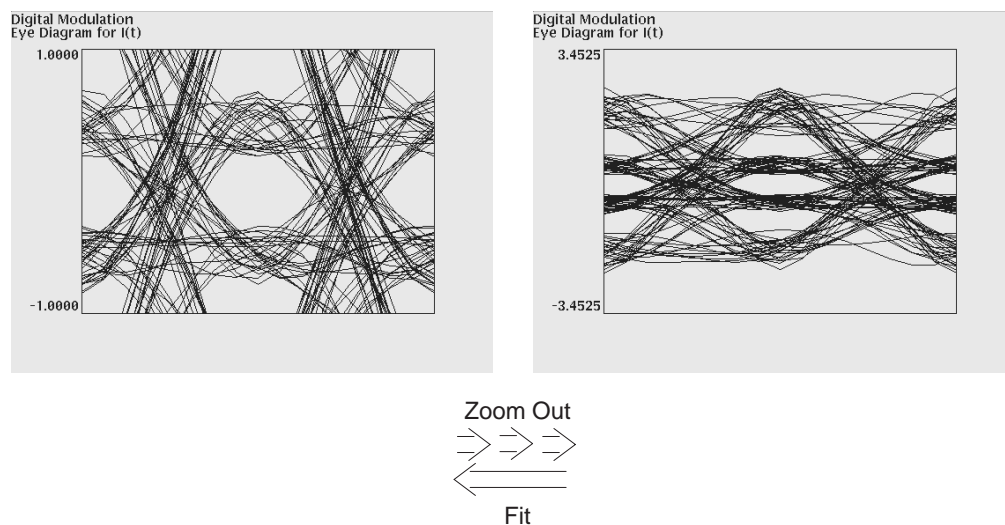 Digital Modulation
Eye Diagram for I(t)
1.0000
-1.0000
Digital Modulation
Eye Diagram for I(t)
3.4525
-3.4525
Zoom Out
Fit